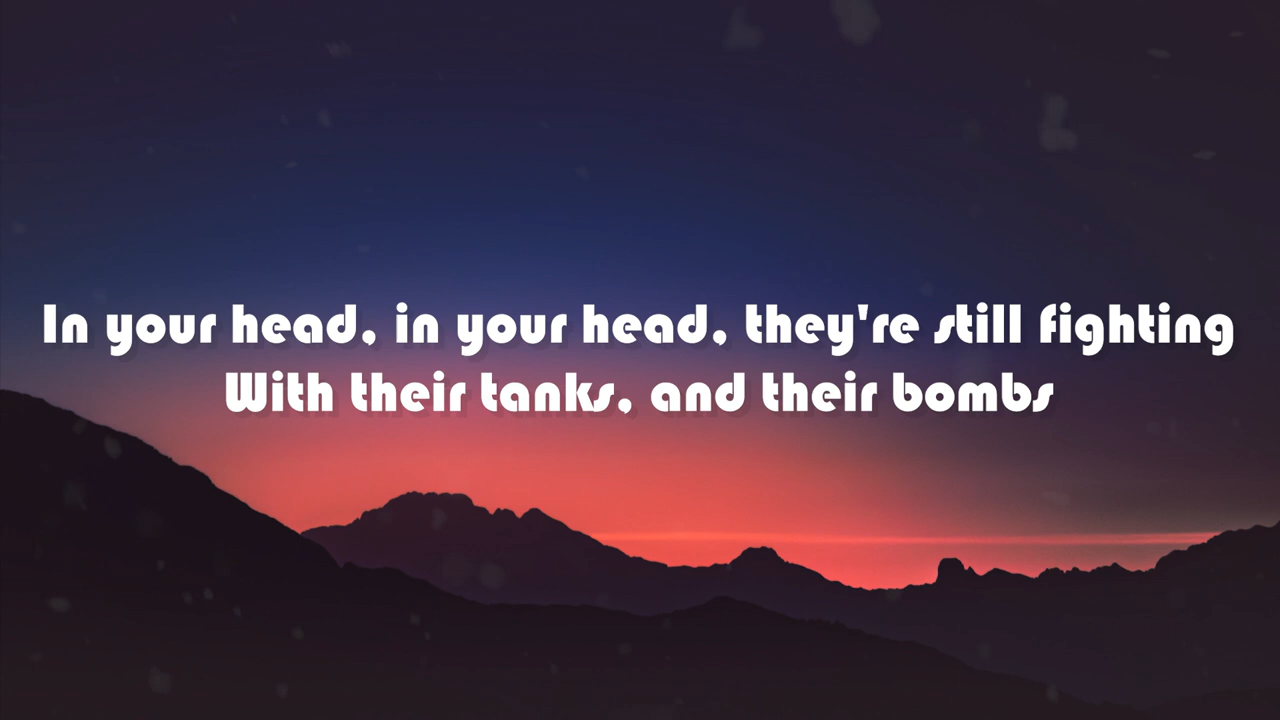 In your head, in your head, they're still fighting
With their tanks, and their bombs